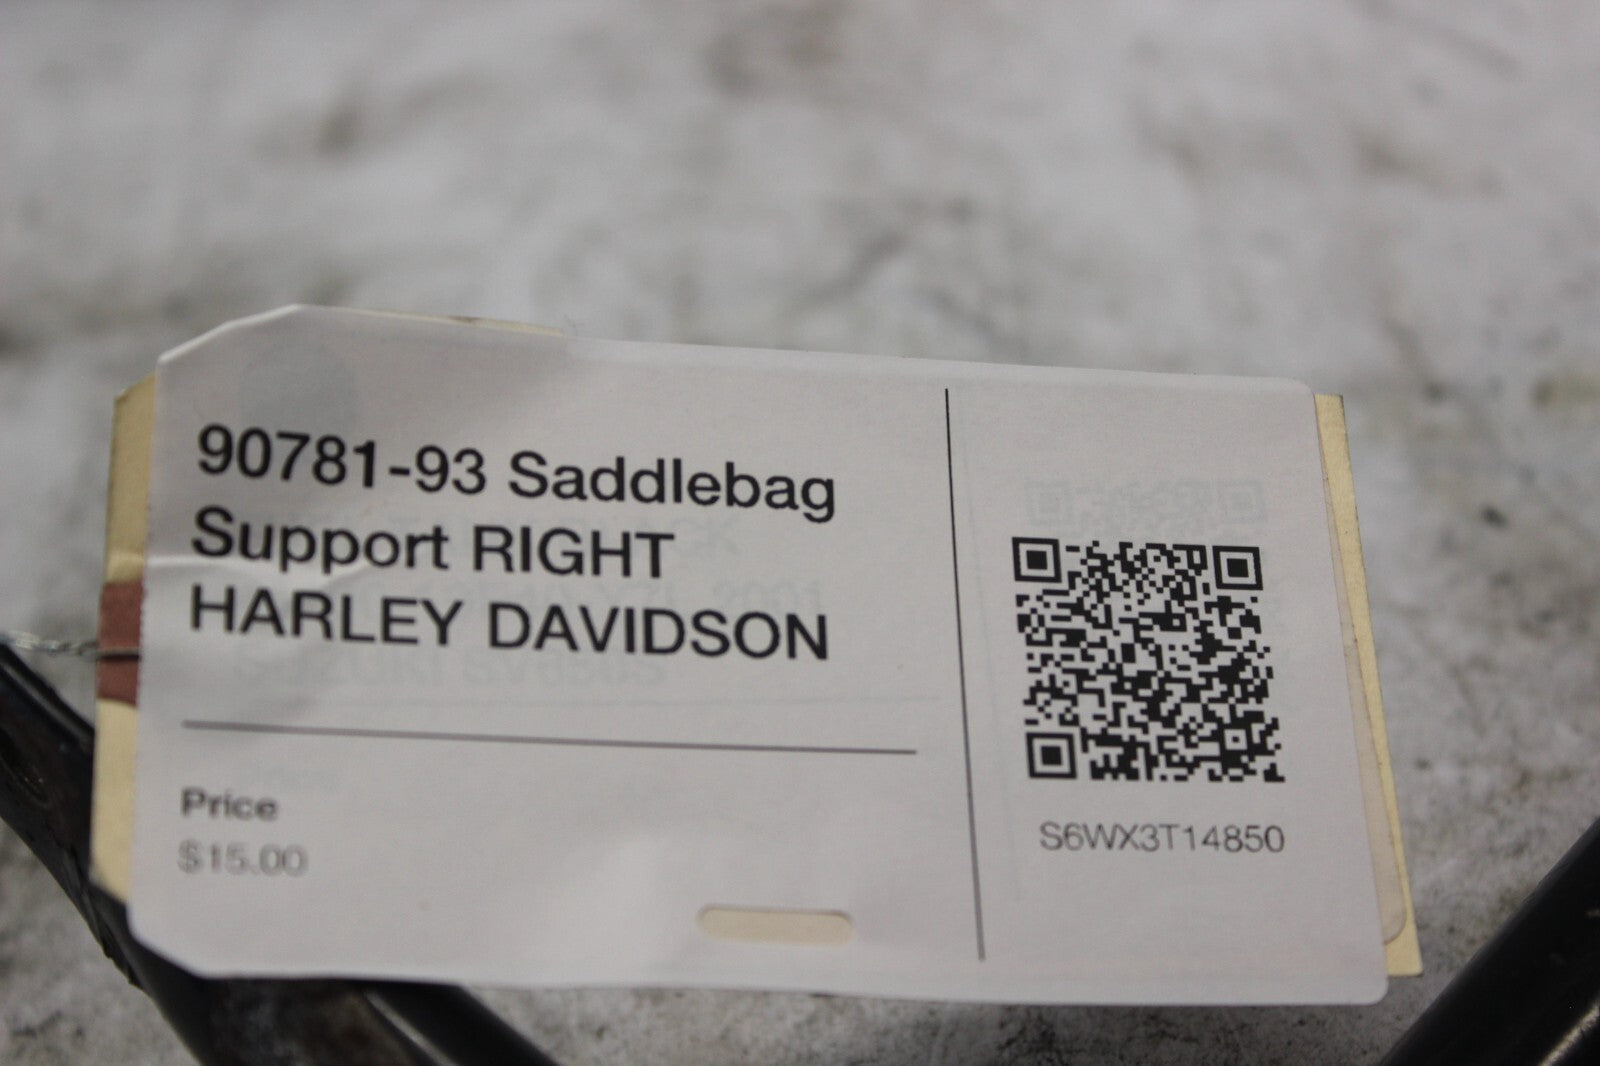 90781-93 Saddlebag
Support RIGHT
HARLEY DAVIDSON
Price
$15.00
S6WX3T14850